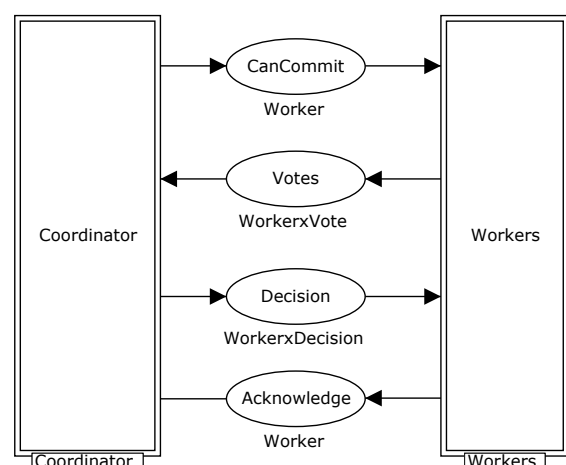 CanCommit
Worker
Votes
WorkerxVote
Coordinator
Workers
Decision
WorkerxDecision
Acknowledge
Worker
Coordinator
Workers